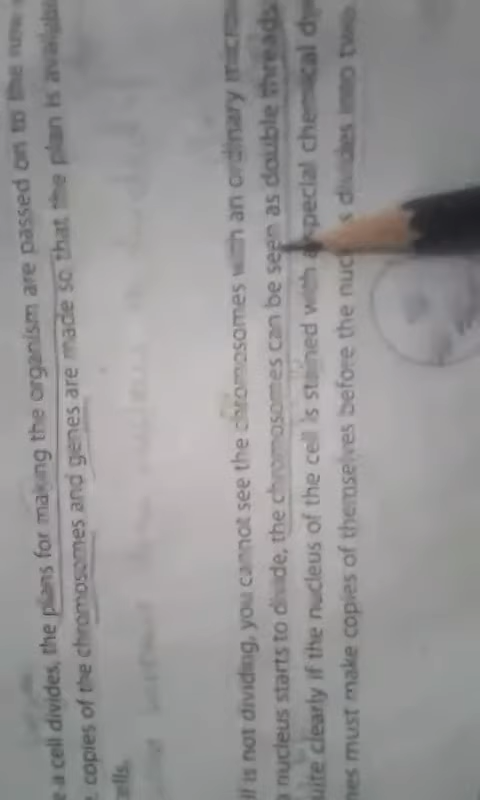 a cell divides, the plans for making the organism are passed on to the new
copies of the chromosomes and genes are made so that the plan is available
cells.
is not dividing, you cannot see the chromosomes with an ordinary
nucleus starts to divide, the chromosomes can be seen as double threads
quite clearly if the nucleus of the cell is stained with a special chemical
must make copies of themselves before the divides into two